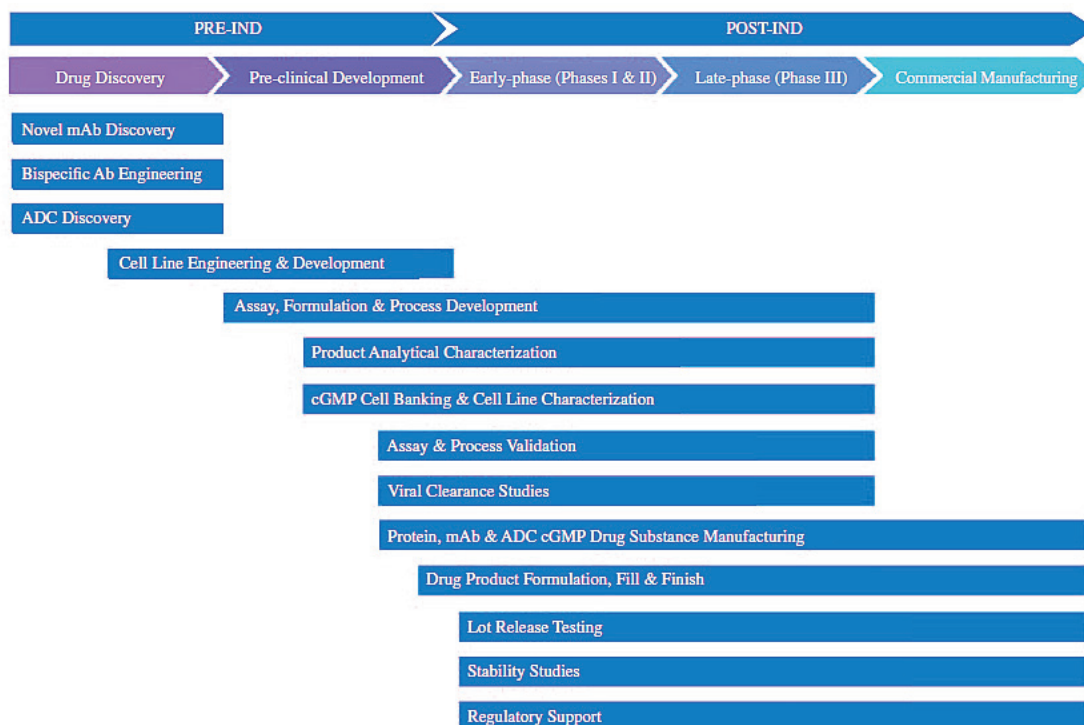 PRE-IND
POST-IND
Drug Discovery
Pre-clinical Development
Early-phase (Phases I & II)
Late-phase (Phase III)
Commercial Manufacturing
Novel mAb Discovery
Bispecific Ab Engineering
ADC Discovery
Cell Line Engineering & Development
Assay, Formulation & Process Development
Product Analytical Characterization
cGMP Cell Banking & Cell Line Characterization
Assay & Process Validation
Viral Clearance Studies
Protein, mAb & ADC cGMP Drug Substance Manufacturing
Drug Product Formulation, Fill & Finish
Lot Release Testing
Stability Studies
Regulatory Support